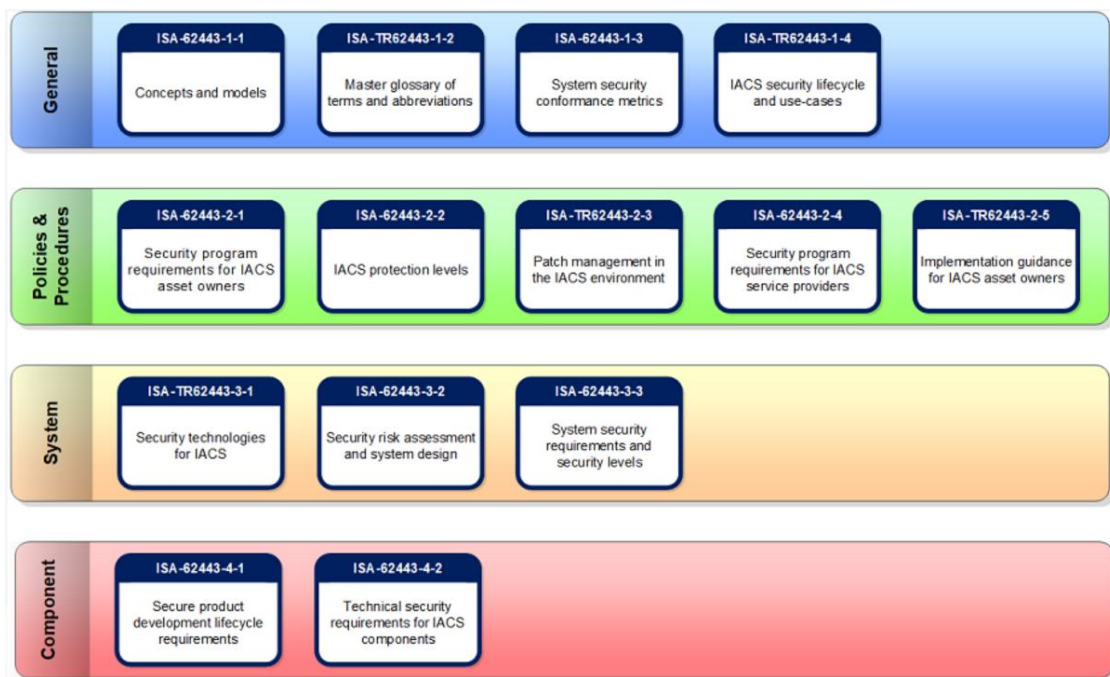 General
ISA-62443-1-1
Concepts and models
ISA-TR62443-1-2
Master glossary of
terms and abbreviations
ISA-62443-1-3
System security
conformance metrics
ISA-TR62443-1-4
IACS security lifecycle
and use-cases
Policies &
Procedures
ISA-62443-2-1
Security program
requirements for IACS
asset owners
ISA-62443-2-2
IACS protection levels
ISA-TR62443-2-3
Patch management in
the IACS environment
ISA-62443-2-4
Security program
requirements for IACS
service providers
ISA-TR62443-2-5
Implementation guidance
for IACS asset owners
System
ISA-TR62443-3-1
Security technologies
for IACS
ISA-62443-3-2
Security risk assessment
and system design
ISA-62443-3-3
System security
requirements and
security levels
Component
ISA-62443-4-1
Secure product
development lifecycle
requirements
ISA-62443-4-2
Technical security
requirements for IACS
components